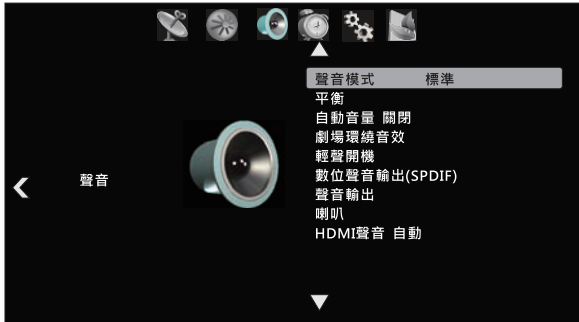 聲音
聲音模式 標準
平衡
自動音量 關閉
劇場環繞音效
輕聲開機
數位聲音輸出(SPDIF)
聲音輸出
喇叭
HDMI聲音 自動